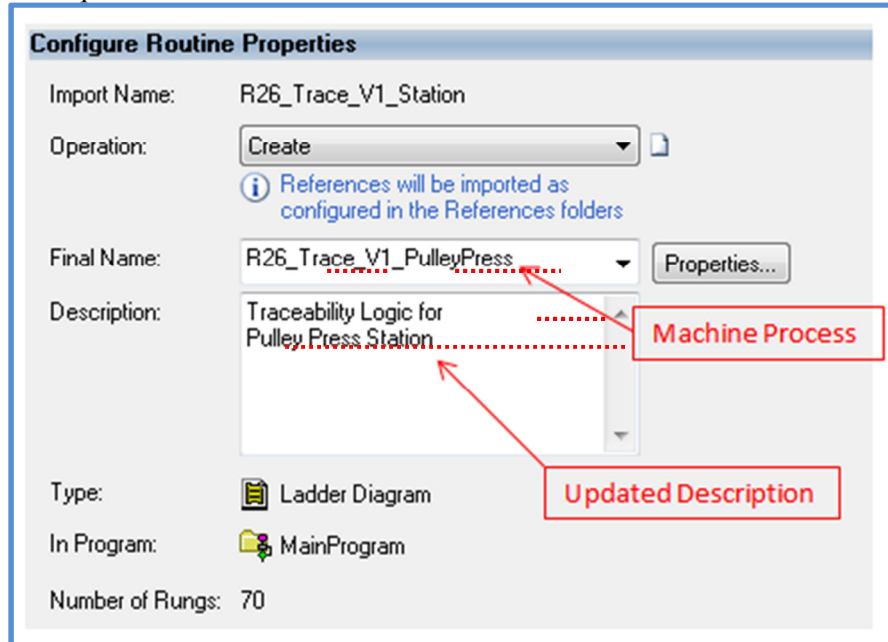 Configure Routine Properties
Import Name: R26_Trace_V1_Station
Operation: Create
References will be imported as
configured in the References folders
Final Name: R26_Trace_V1_PulleyPress Properties...
Description: Traceability Logic for
Pulley Press Station
Machine Process
Updated Description
Type: Ladder Diagram
In Program: MainProgram
Number of Rungs: 70